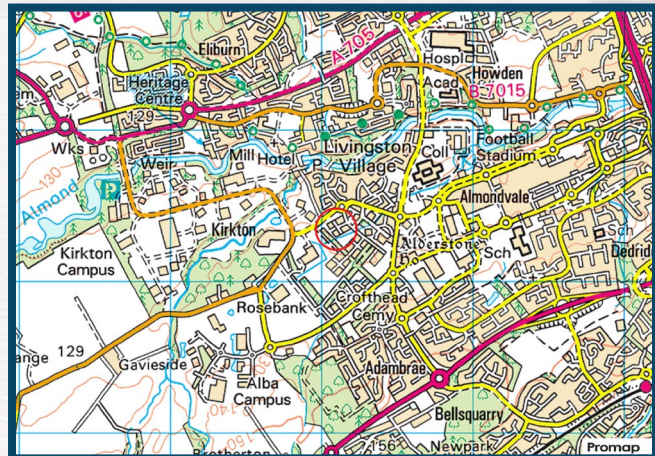 Eliburn
A 705
Hospl
Acad
Howden
B 7015
Heritage
Centre
129
Wks
Weir
Mill
Hotel
P
Livingston
Village
Coll
Football
Stadium
130
Almond
P
Almondvale
Kirkton
Kirkton
Campus
Alderstone
Sch
Sch
Dedrid
Rosebank
Crofthead
Cemy
ange
129
Gavieside
Alba
Campus
Adambrae
140
150
Bellsquarry
156
Newpark
Brotherton
Promap